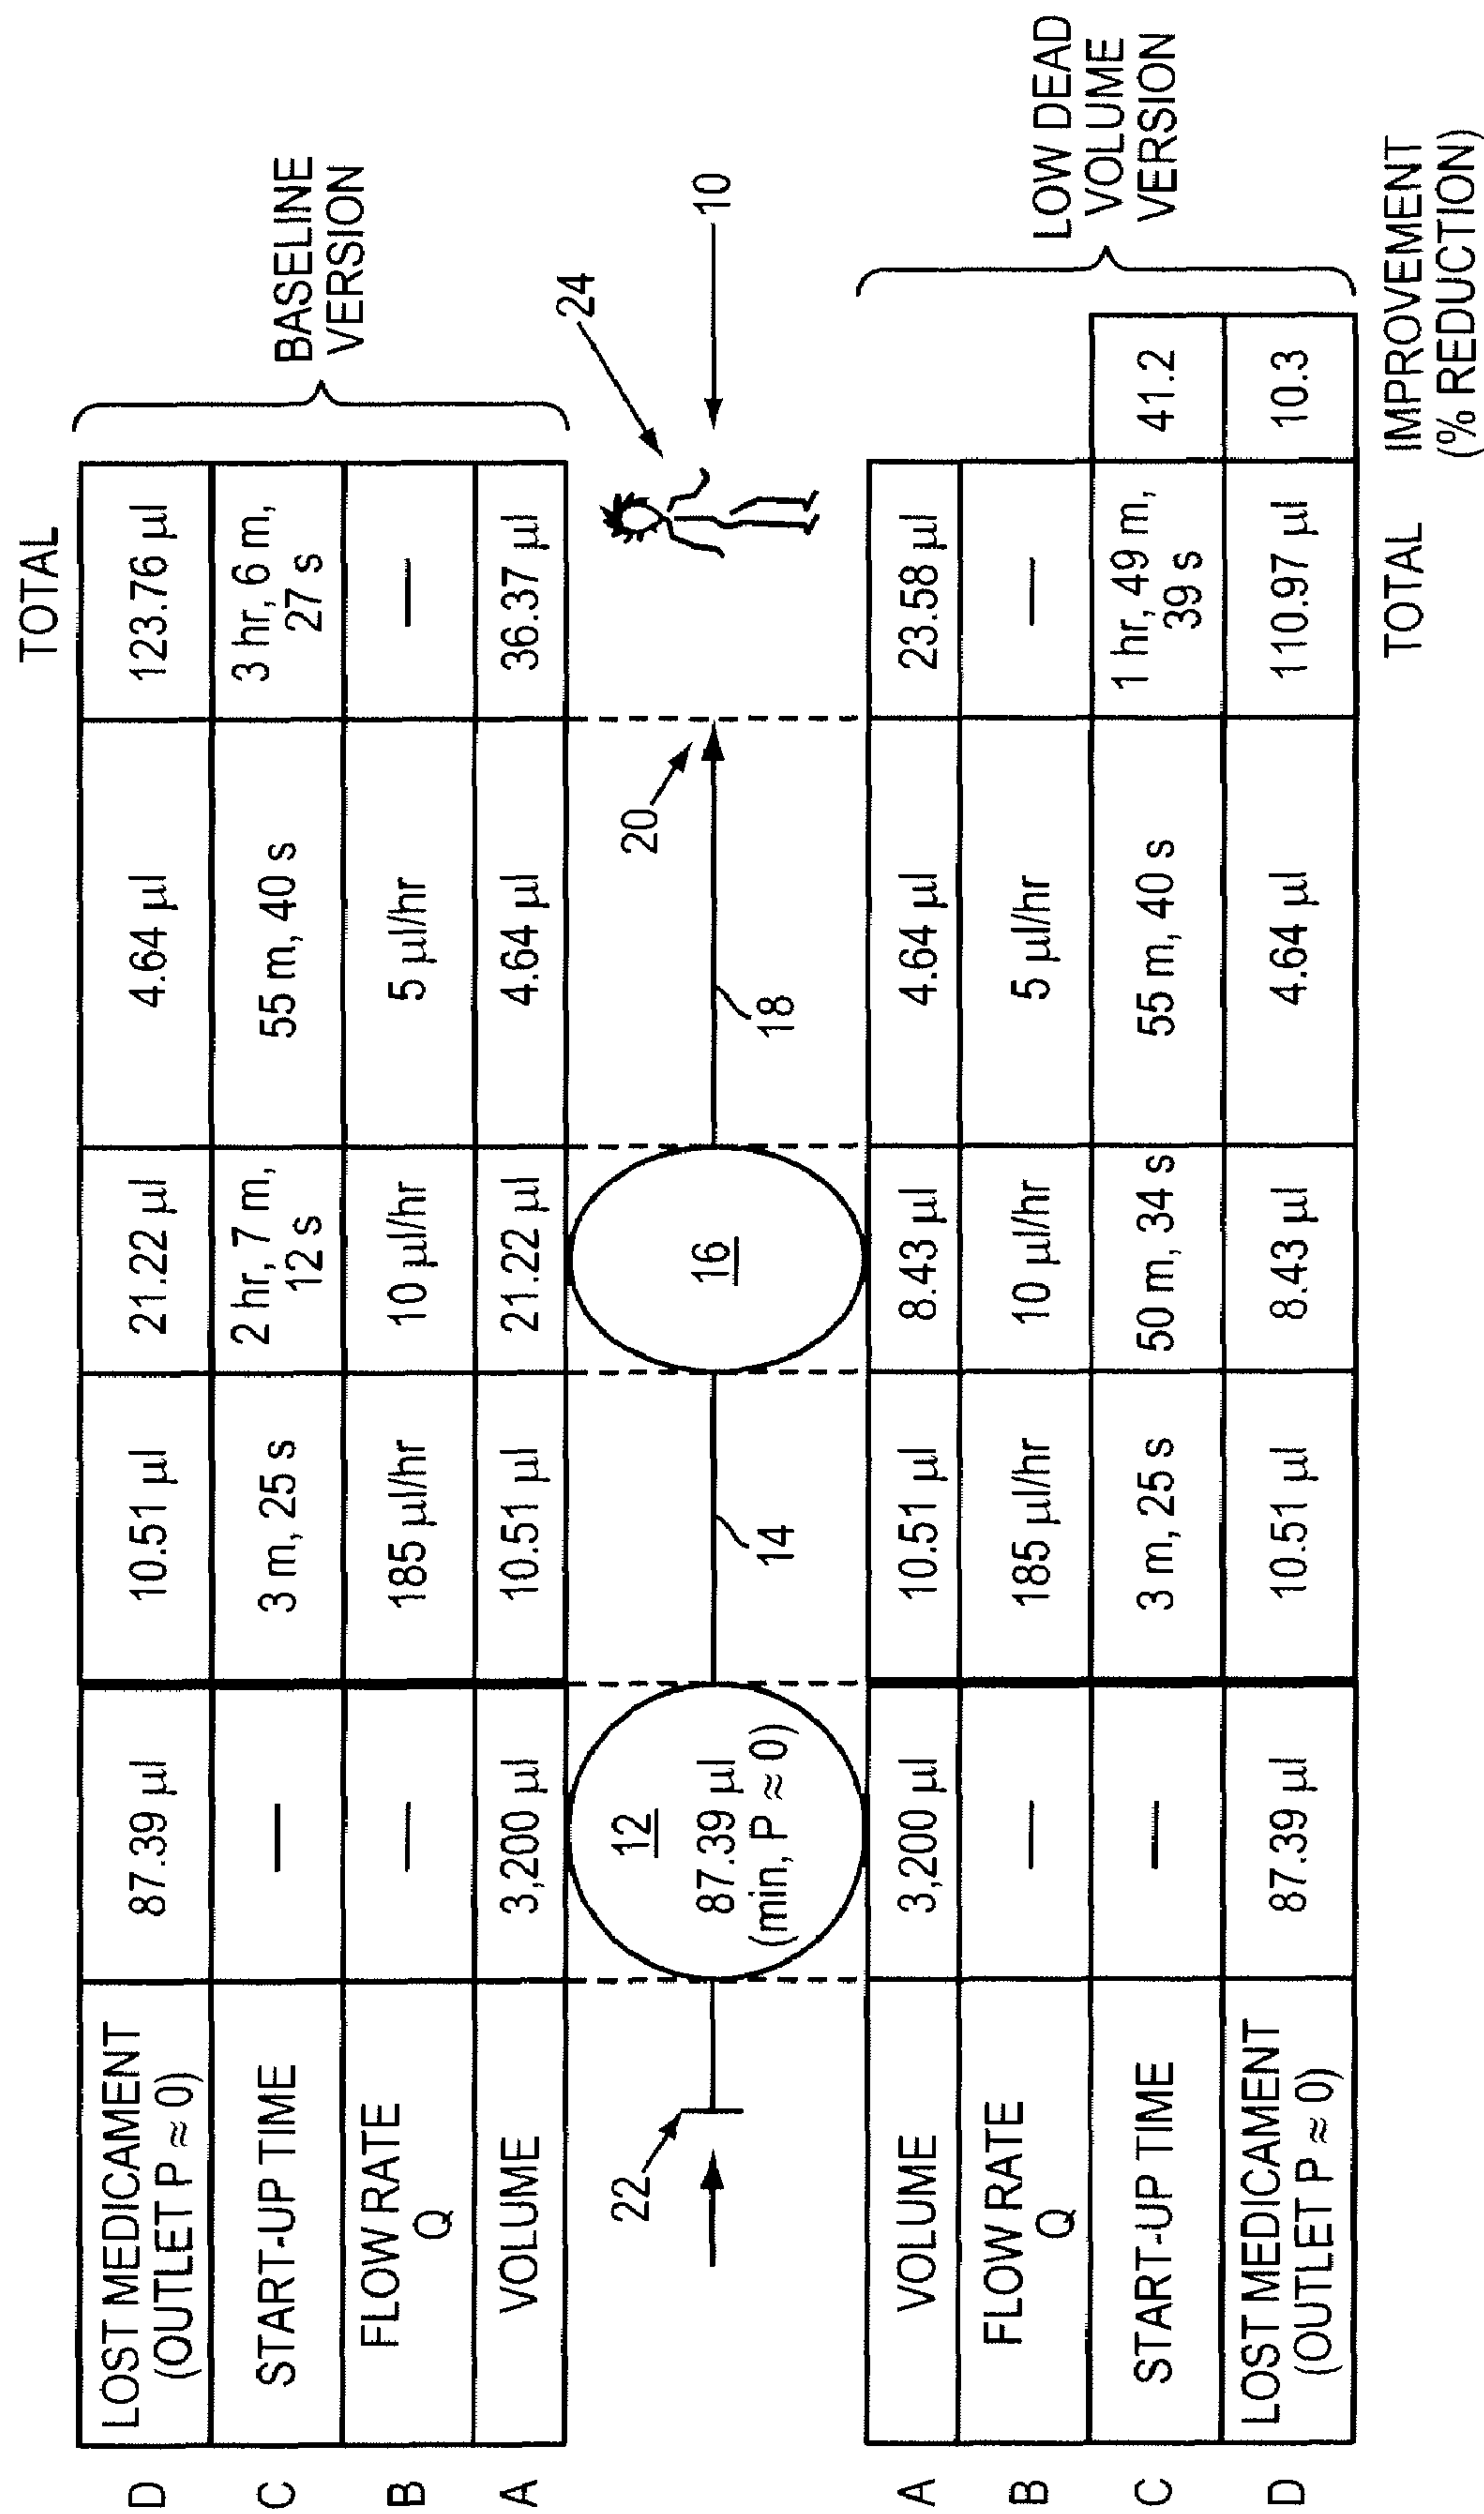 TOTAL
D LOST MEDICAMENT 87.39 µl 10.51 µl 21.22 µl 4.64 µl 123.76 µl
(OUTLET P ≈ 0)
C START-UP TIME — 3 m, 25 s 2 hr, 7 m, 55 m, 40 s 3 hr, 6 m,
12 s 27 s
B FLOW RATE — 185 µl/hr 10 µl/hr 5 µl/hr —
Q
A VOLUME 3,200 µl 10.51 µl 21.22 µl 4.64 µl 36.37 µl
BASELINE
VERSION
22
12
87.39 µl
(min, P ≈ 0)
14
16
18
20
24
10
A VOLUME 3,200 µl 10.51 µl 8.43 µl 4.64 µl 23.58 µl
B FLOW RATE — 185 µl/hr 10 µl/hr 5 µl/hr —
Q
C START-UP TIME — 3 m, 25 s 50 m, 34 s 55 m, 40 s 1 hr, 49 m, 41.2
39 s
D LOST MEDICAMENT 87.39 µl 10.51 µl 8.43 µl 4.64 µl 110.97 µl 10.3
(OUTLET P ≈ 0)
LOW DEAD
VOLUME
VERSION
TOTAL IMPROVEMENT
(% REDUCTION)